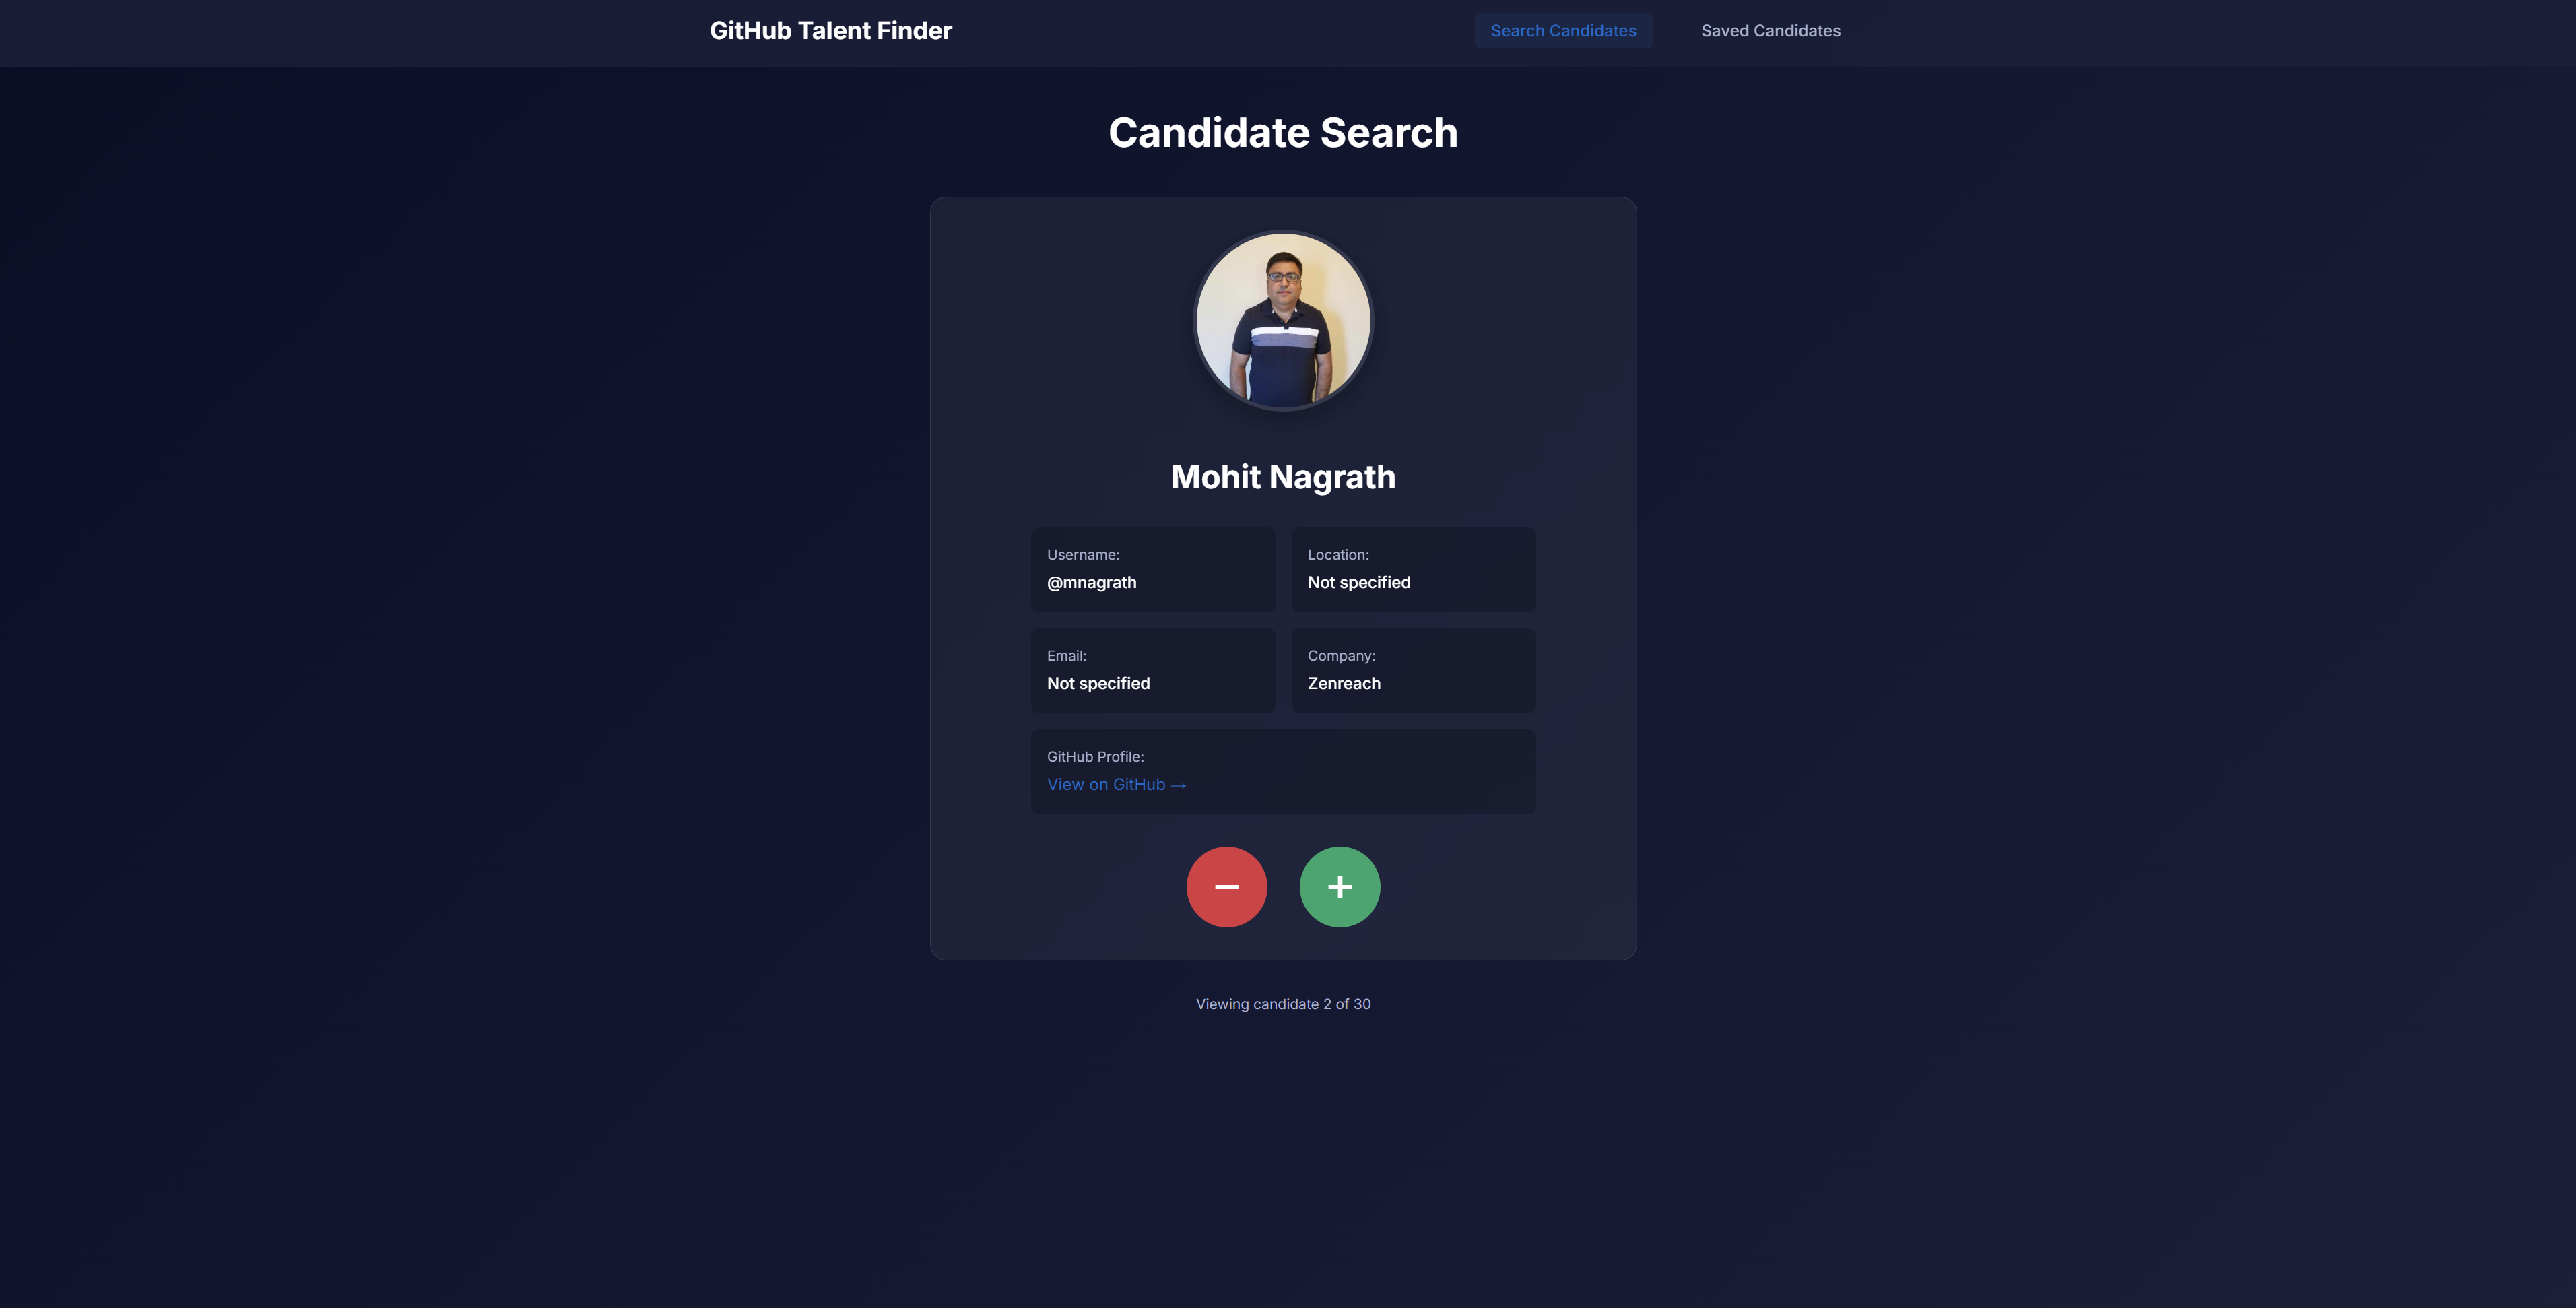 GitHub Talent Finder
Search Candidates
Saved Candidates
Candidate Search
Mohit Nagrath
Username:
@mnagrath
Location:
Not specified
Email:
Not specified
Company:
Zenreach
GitHub Profile:
View on GitHub →
− +
Viewing candidate 2 of 30